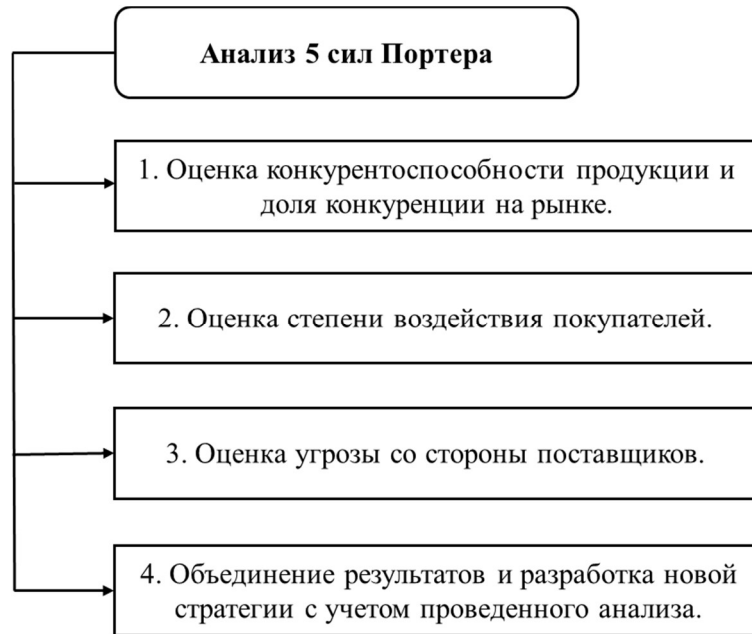 Анализ 5 сил Портера
1. Оценка конкурентоспособности продукции и
доля конкуренции на рынке.
2. Оценка степени воздействия покупателей.
3. Оценка угрозы со стороны поставщиков.
4. Объединение результатов и разработка новой
стратегии с учетом проведенного анализа.